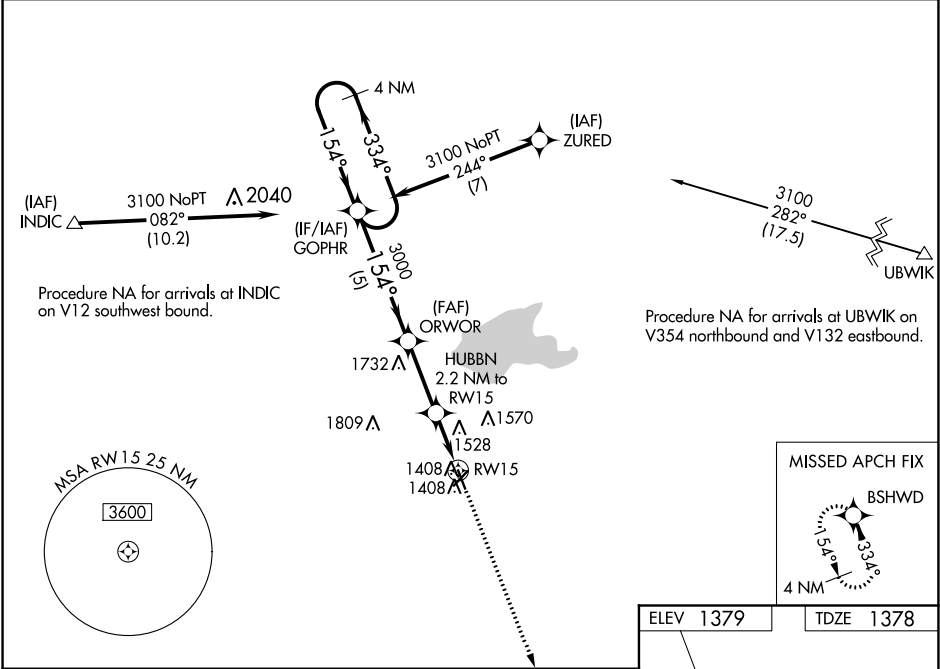 4 NM
154°
334°
(IAF)
ZURED
3100 NoPT
244°
(7)
(IAF)
INDIC
3100 NoPT
082°
(10.2)
2040
(IF/IAF)
GOPHR
3100
282°
(17.5)
UBWIK
Procedure NA for arrivals at INDIC
on V12 southwest bound.
3000
154°
(5)
Procedure NA for arrivals at UBWIK on
V354 northbound and V132 eastbound.
(FAF)
ORWOR
1732
HUBBN
2.2 NM to
RW15
1809
1570
1528
1408
RW15
1408
MSA RW15 25 NM
3600
MISSED APCH FIX
BSHWD
154°
334°
4 NM
ELEV 1379
TDZE 1378